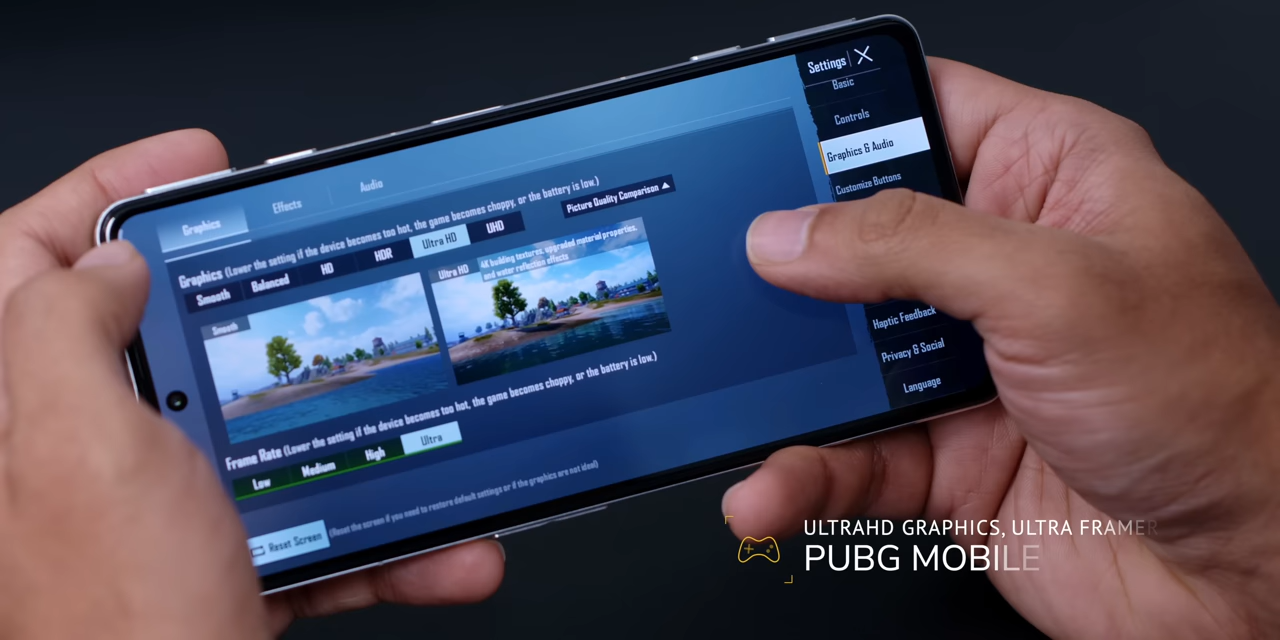 Settings
Basic
Controls
Graphics & Audio
Customize Buttons
Haptic Feedback
Privacy & Social
Language
Graphics
Effects
Audio
Graphics (Lower the setting if the device becomes too hot, the game becomes choppy, or the battery is low.)
Smooth Balanced HD HDR Ultra HD UHD
Picture Quality Comparison
Smooth
Ultra HD
4K building textures, upgraded material properties,
and water reflection effects
Frame Rate (Lower the setting if the device becomes too hot, the game becomes choppy, or the battery is low.)
Low Medium High Ultra
Reset Screen (Reset the screen if you need to restore default settings or if the graphics are not ideal)
ULTRAHD GRAPHICS, ULTRA FRAMER
PUBG MOBILE